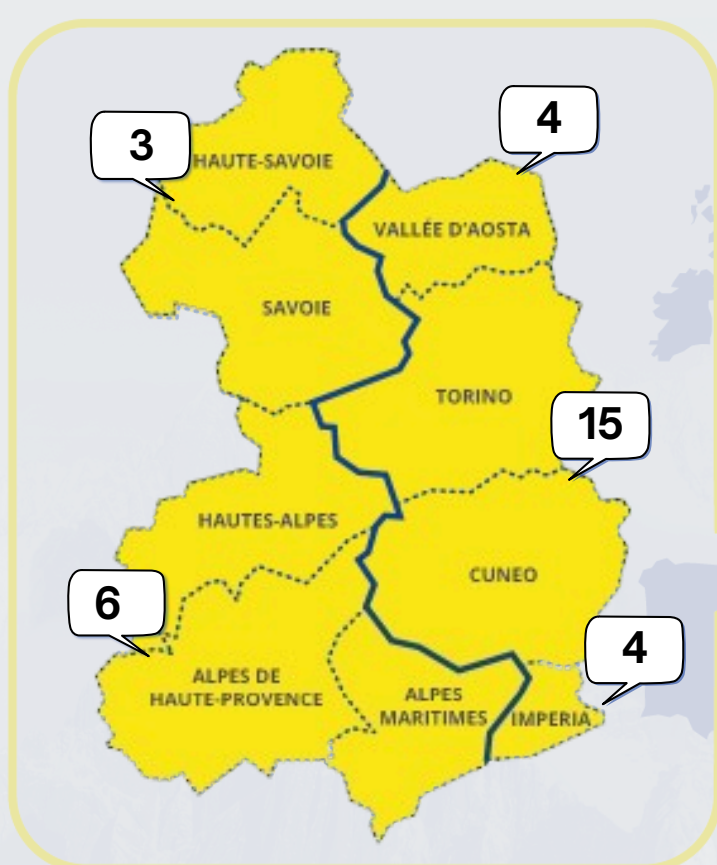 4
3
HAUTE-SAVOIE
VALLÉE D'AOSTA
SAVOIE
TORINO
15
HAUTES-ALPES
CUNEO
6
4
ALPES DE
HAUTE-PROVENCE
ALPES
MARITIMES
IMPERIA